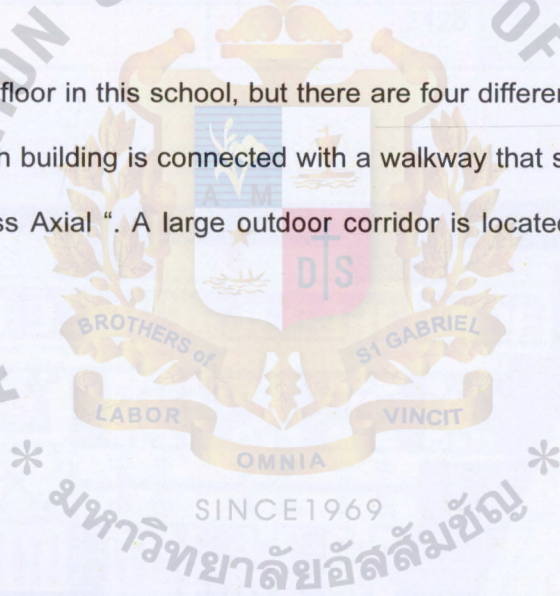 floor in this school, but there are four differen
h building is connected with a walkway that s
ss Axial “. A large outdoor corridor is located
A M
D S
BROTHERS of
ST GABRIEL
LABOR
VINCIT
OMNIA
SINCE1969
* มหาวิทยาลัยอัสสัมชัญ *